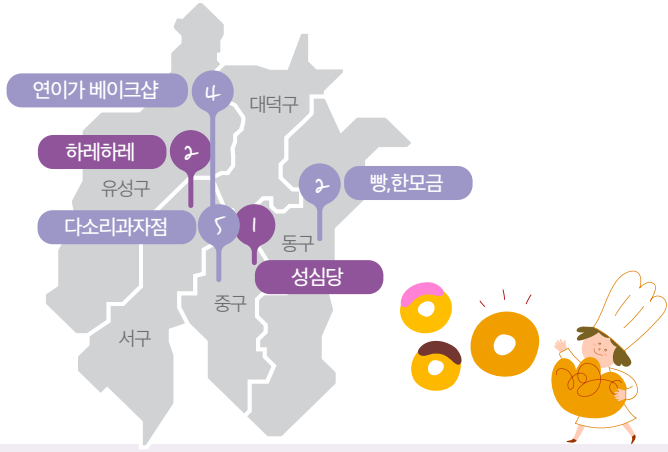 연이가 베이크샵
4
대덕구
하레하레
2
유성구
2
빵,한모금
다소리과자점
5
1
동구
성심당
중구
서구